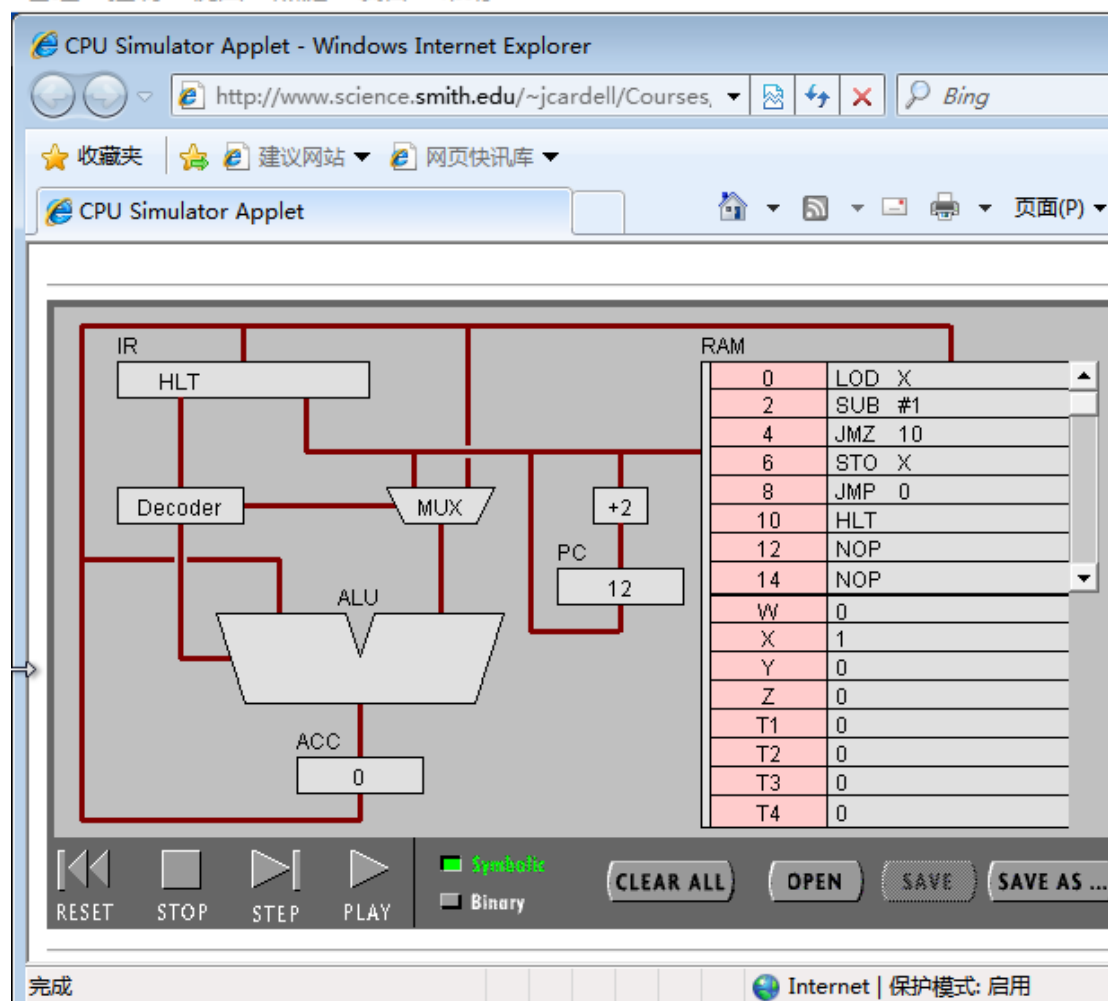 CPU Simulator Applet - Windows Internet Explorer
http://www.science.smith.edu/~jcardell/Courses,
Bing
收藏夹 建议网站 网页快讯库
CPU Simulator Applet 页面(P)
IR
HLT
Decoder
MUX
+2
PC
12
ALU
ACC
0
RAM
0 LOD X
2 SUB #1
4 JMZ 10
6 STO X
8 JMP 0
10 HLT
12 NOP
14 NOP
W 0
X 1
Y 0
Z 0
T1 0
T2 0
T3 0
T4 0
RESET STOP STEP PLAY
Symbolic
Binary
CLEAR ALL OPEN SAVE SAVE AS ...
完成 Internet | 保护模式: 启用